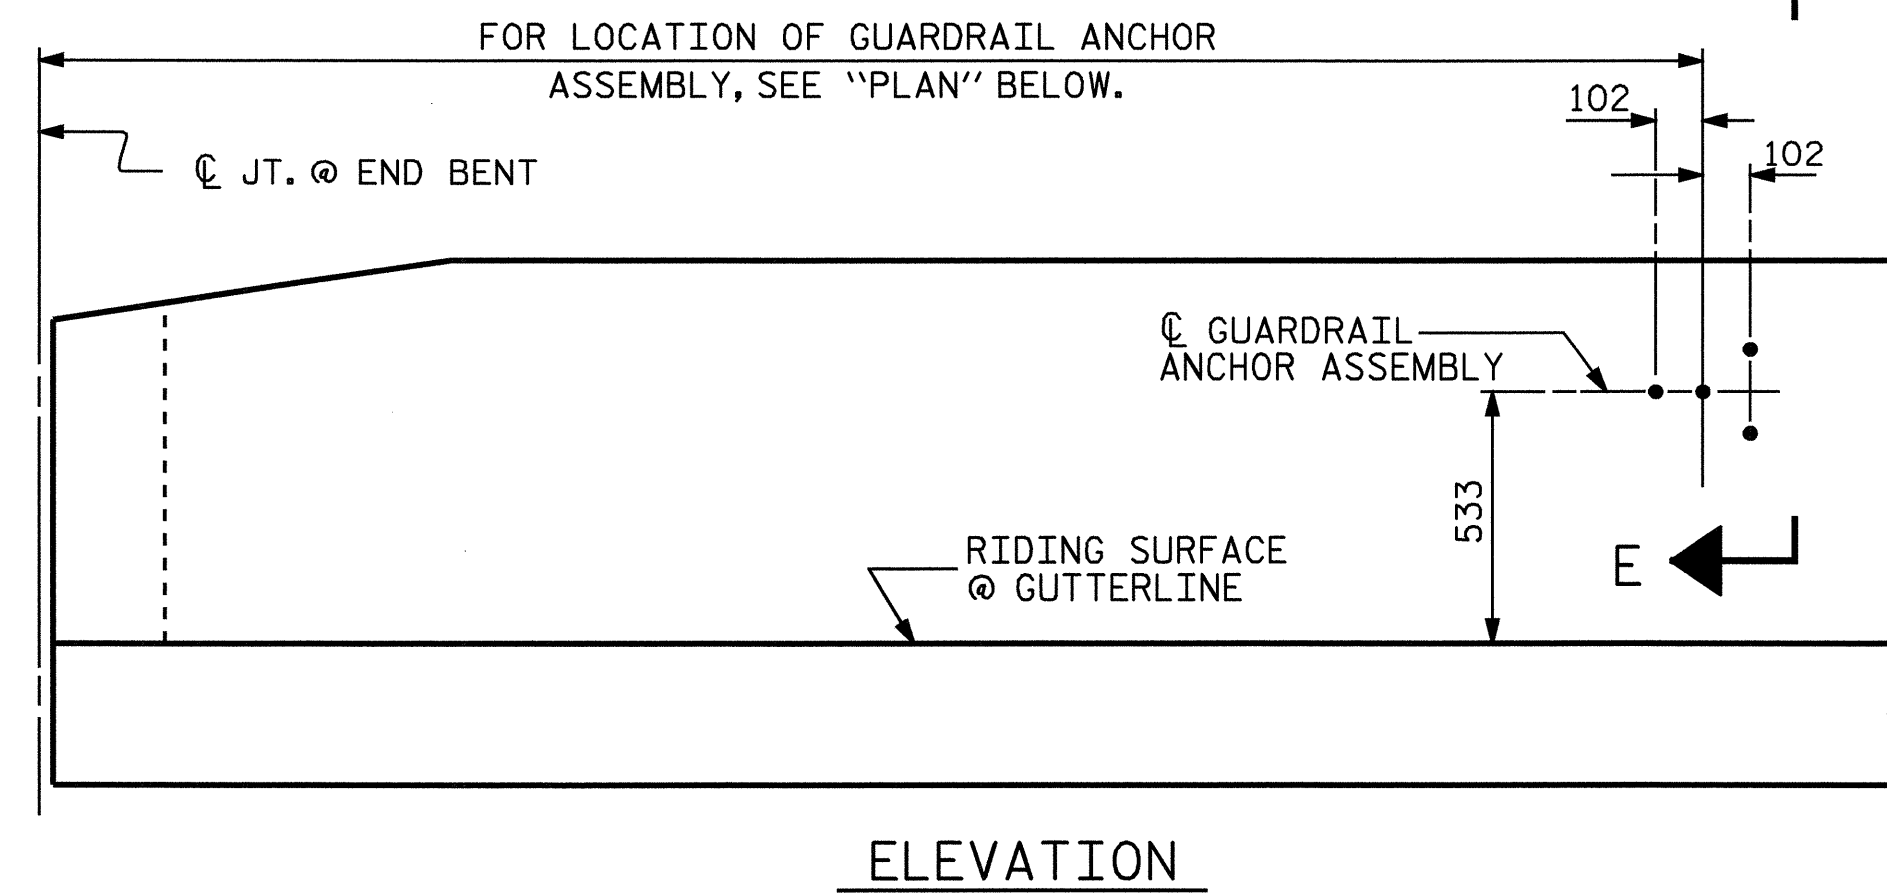 FOR LOCATION OF GUARDRAIL ANCHOR
ASSEMBLY, SEE "PLAN" BELOW.
102
102
℄ JT. @ END BENT
℄ GUARDRAIL
ANCHOR ASSEMBLY
533
RIDING SURFACE
@ GUTTERLINE
E
ELEVATION